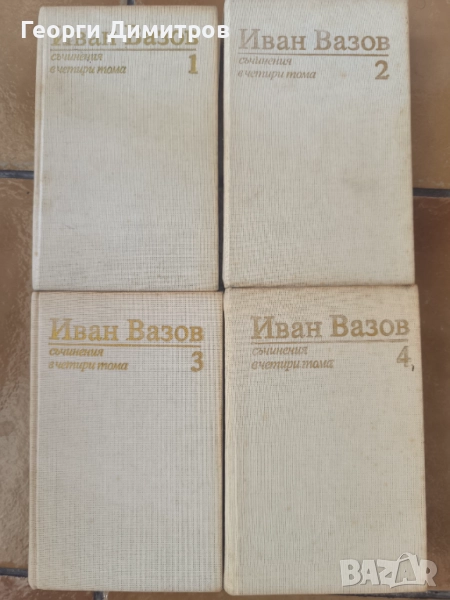 Георги Димитров
Иван Вазов
съчинения
в четири тома
1
Иван Вазов
съчинения
в четири тома
2
Иван Вазов
съчинения
в четири тома
3
Иван Вазов
съчинения
в четири тома
4
BAZAR